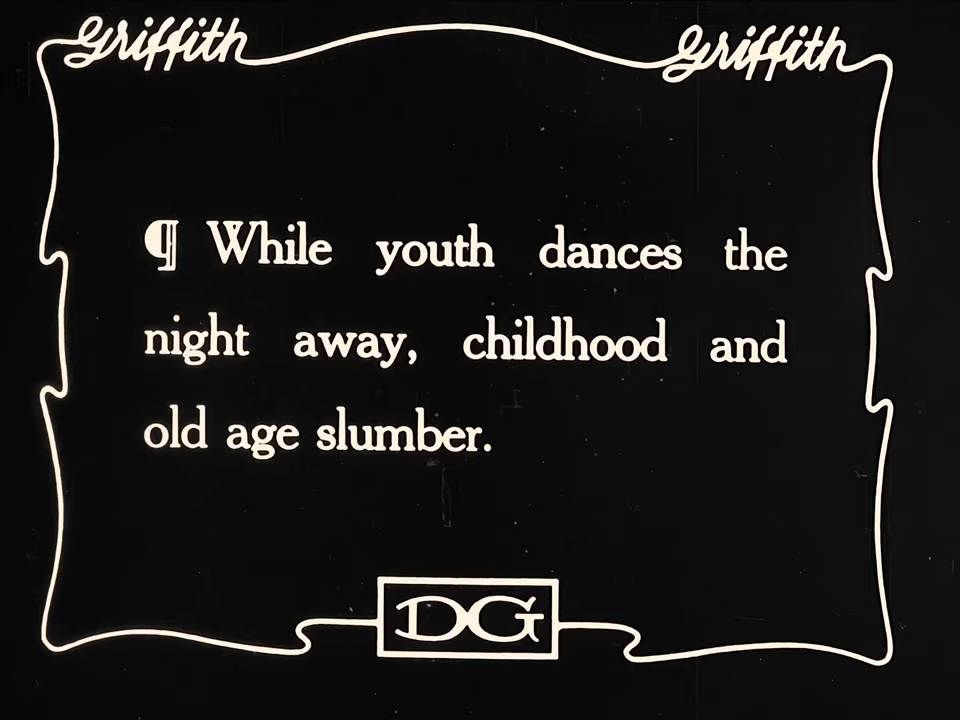 Griffith Griffith
¶ While youth dances the
night away, childhood and
old age slumber.
DG